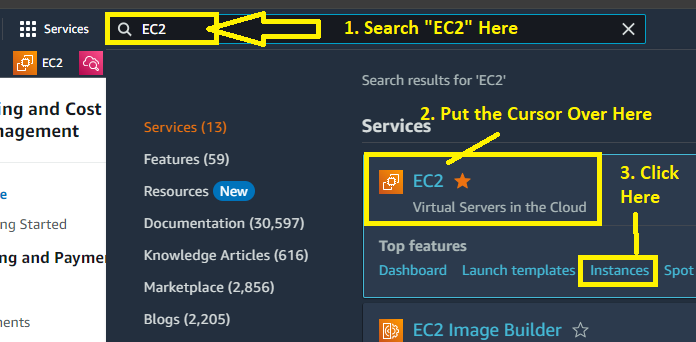 Services
EC2
1. Search "EC2" Here
EC2
ing and Cost
nagement
e
ng Started
ng and Paymen
ments
Search results for 'EC2'
2. Put the Cursor Over Here
Services (13)
Features (59)
Resources New
Documentation (30,597)
Knowledge Articles (616)
Marketplace (2,856)
Blogs (2,205)
Services
EC2
Virtual Servers in the Cloud
3. Click
Here
Top features
Dashboard Launch templates Instances Spot
EC2 Image Builder